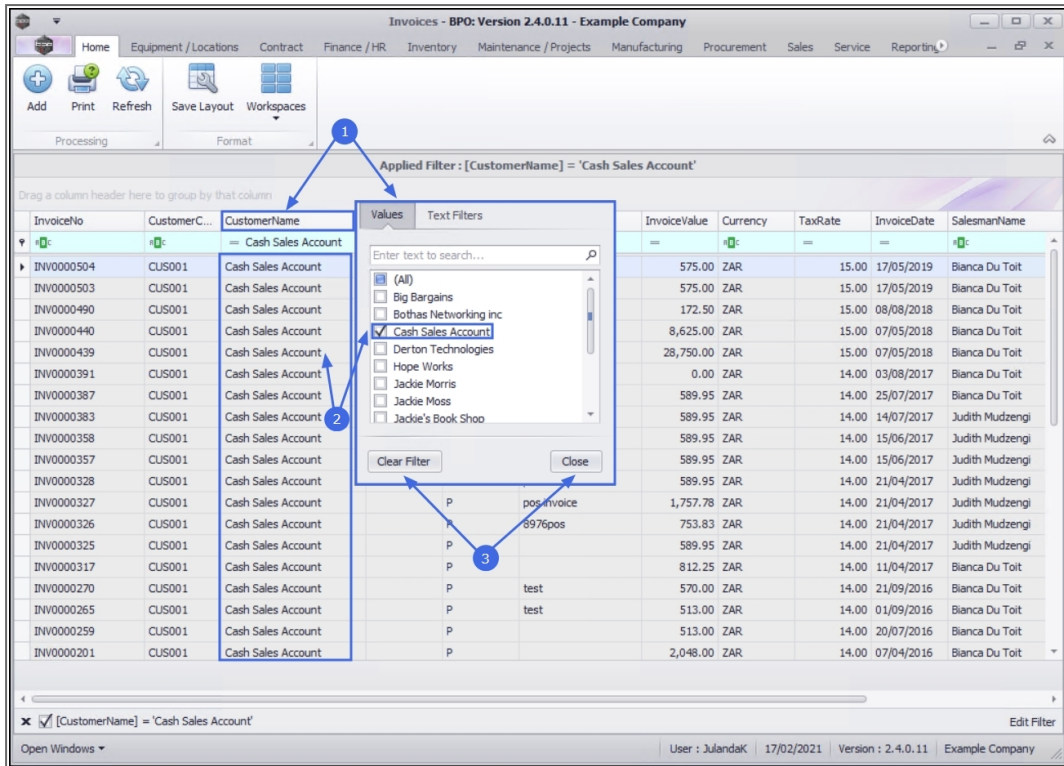 Invoices - BPO: Version 2.4.0.11 - Example Company
Home Equipment / Locations Contract Finance / HR Inventory Maintenance / Projects Manufacturing Procurement Sales Service Reporting
Add Print Refresh Save Layout Workspaces
Processing Format
1
Applied Filter : [CustomerName] = 'Cash Sales Account'
Drag a column header here to group by that column
InvoiceNo CustomerC... CustomerName InvoiceValue Currency TaxRate InvoiceDate SalesmanName
= Cash Sales Account = = =
Values Text Filters
Enter text to search...
(All)
Big Bargains
Bothas Networking inc
Cash Sales Account
Derton Technologies
Hope Works
Jackie Morris
Jackie Moss
Jackie's Book Shop
Clear Filter Close
2
3
INV0000504 CUS001 Cash Sales Account 575.00 ZAR 15.00 17/05/2019 Bianca Du Toit
INV0000503 CUS001 Cash Sales Account 575.00 ZAR 15.00 17/05/2019 Bianca Du Toit
INV0000490 CUS001 Cash Sales Account 172.50 ZAR 15.00 08/08/2018 Bianca Du Toit
INV0000440 CUS001 Cash Sales Account 8,625.00 ZAR 15.00 07/05/2018 Bianca Du Toit
INV0000439 CUS001 Cash Sales Account 28,750.00 ZAR 15.00 07/05/2018 Bianca Du Toit
INV0000391 CUS001 Cash Sales Account 0.00 ZAR 14.00 03/08/2017 Bianca Du Toit
INV0000387 CUS001 Cash Sales Account 589.95 ZAR 14.00 25/07/2017 Bianca Du Toit
INV0000383 CUS001 Cash Sales Account 589.95 ZAR 14.00 14/07/2017 Judith Mudzengi
INV0000358 CUS001 Cash Sales Account 589.95 ZAR 14.00 15/06/2017 Judith Mudzengi
INV0000357 CUS001 Cash Sales Account 589.95 ZAR 14.00 15/06/2017 Judith Mudzengi
INV0000328 CUS001 Cash Sales Account 589.95 ZAR 14.00 21/04/2017 Judith Mudzengi
INV0000327 CUS001 Cash Sales Account P pos invoice 1,757.78 ZAR 14.00 21/04/2017 Judith Mudzengi
INV0000326 CUS001 Cash Sales Account P 8976pos 753.83 ZAR 14.00 21/04/2017 Judith Mudzengi
INV0000325 CUS001 Cash Sales Account P 589.95 ZAR 14.00 21/04/2017 Judith Mudzengi
INV0000317 CUS001 Cash Sales Account P 812.25 ZAR 14.00 11/04/2017 Bianca Du Toit
INV0000270 CUS001 Cash Sales Account P test 570.00 ZAR 14.00 21/09/2016 Bianca Du Toit
INV0000265 CUS001 Cash Sales Account P test 513.00 ZAR 14.00 01/09/2016 Bianca Du Toit
INV0000259 CUS001 Cash Sales Account P 513.00 ZAR 14.00 20/07/2016 Bianca Du Toit
INV0000201 CUS001 Cash Sales Account P 2,048.00 ZAR 14.00 07/04/2016 Bianca Du Toit
[CustomerName] = 'Cash Sales Account' Edit Filter
Open Windows User : JulandaK 17/02/2021 Version : 2.4.0.11 Example Company